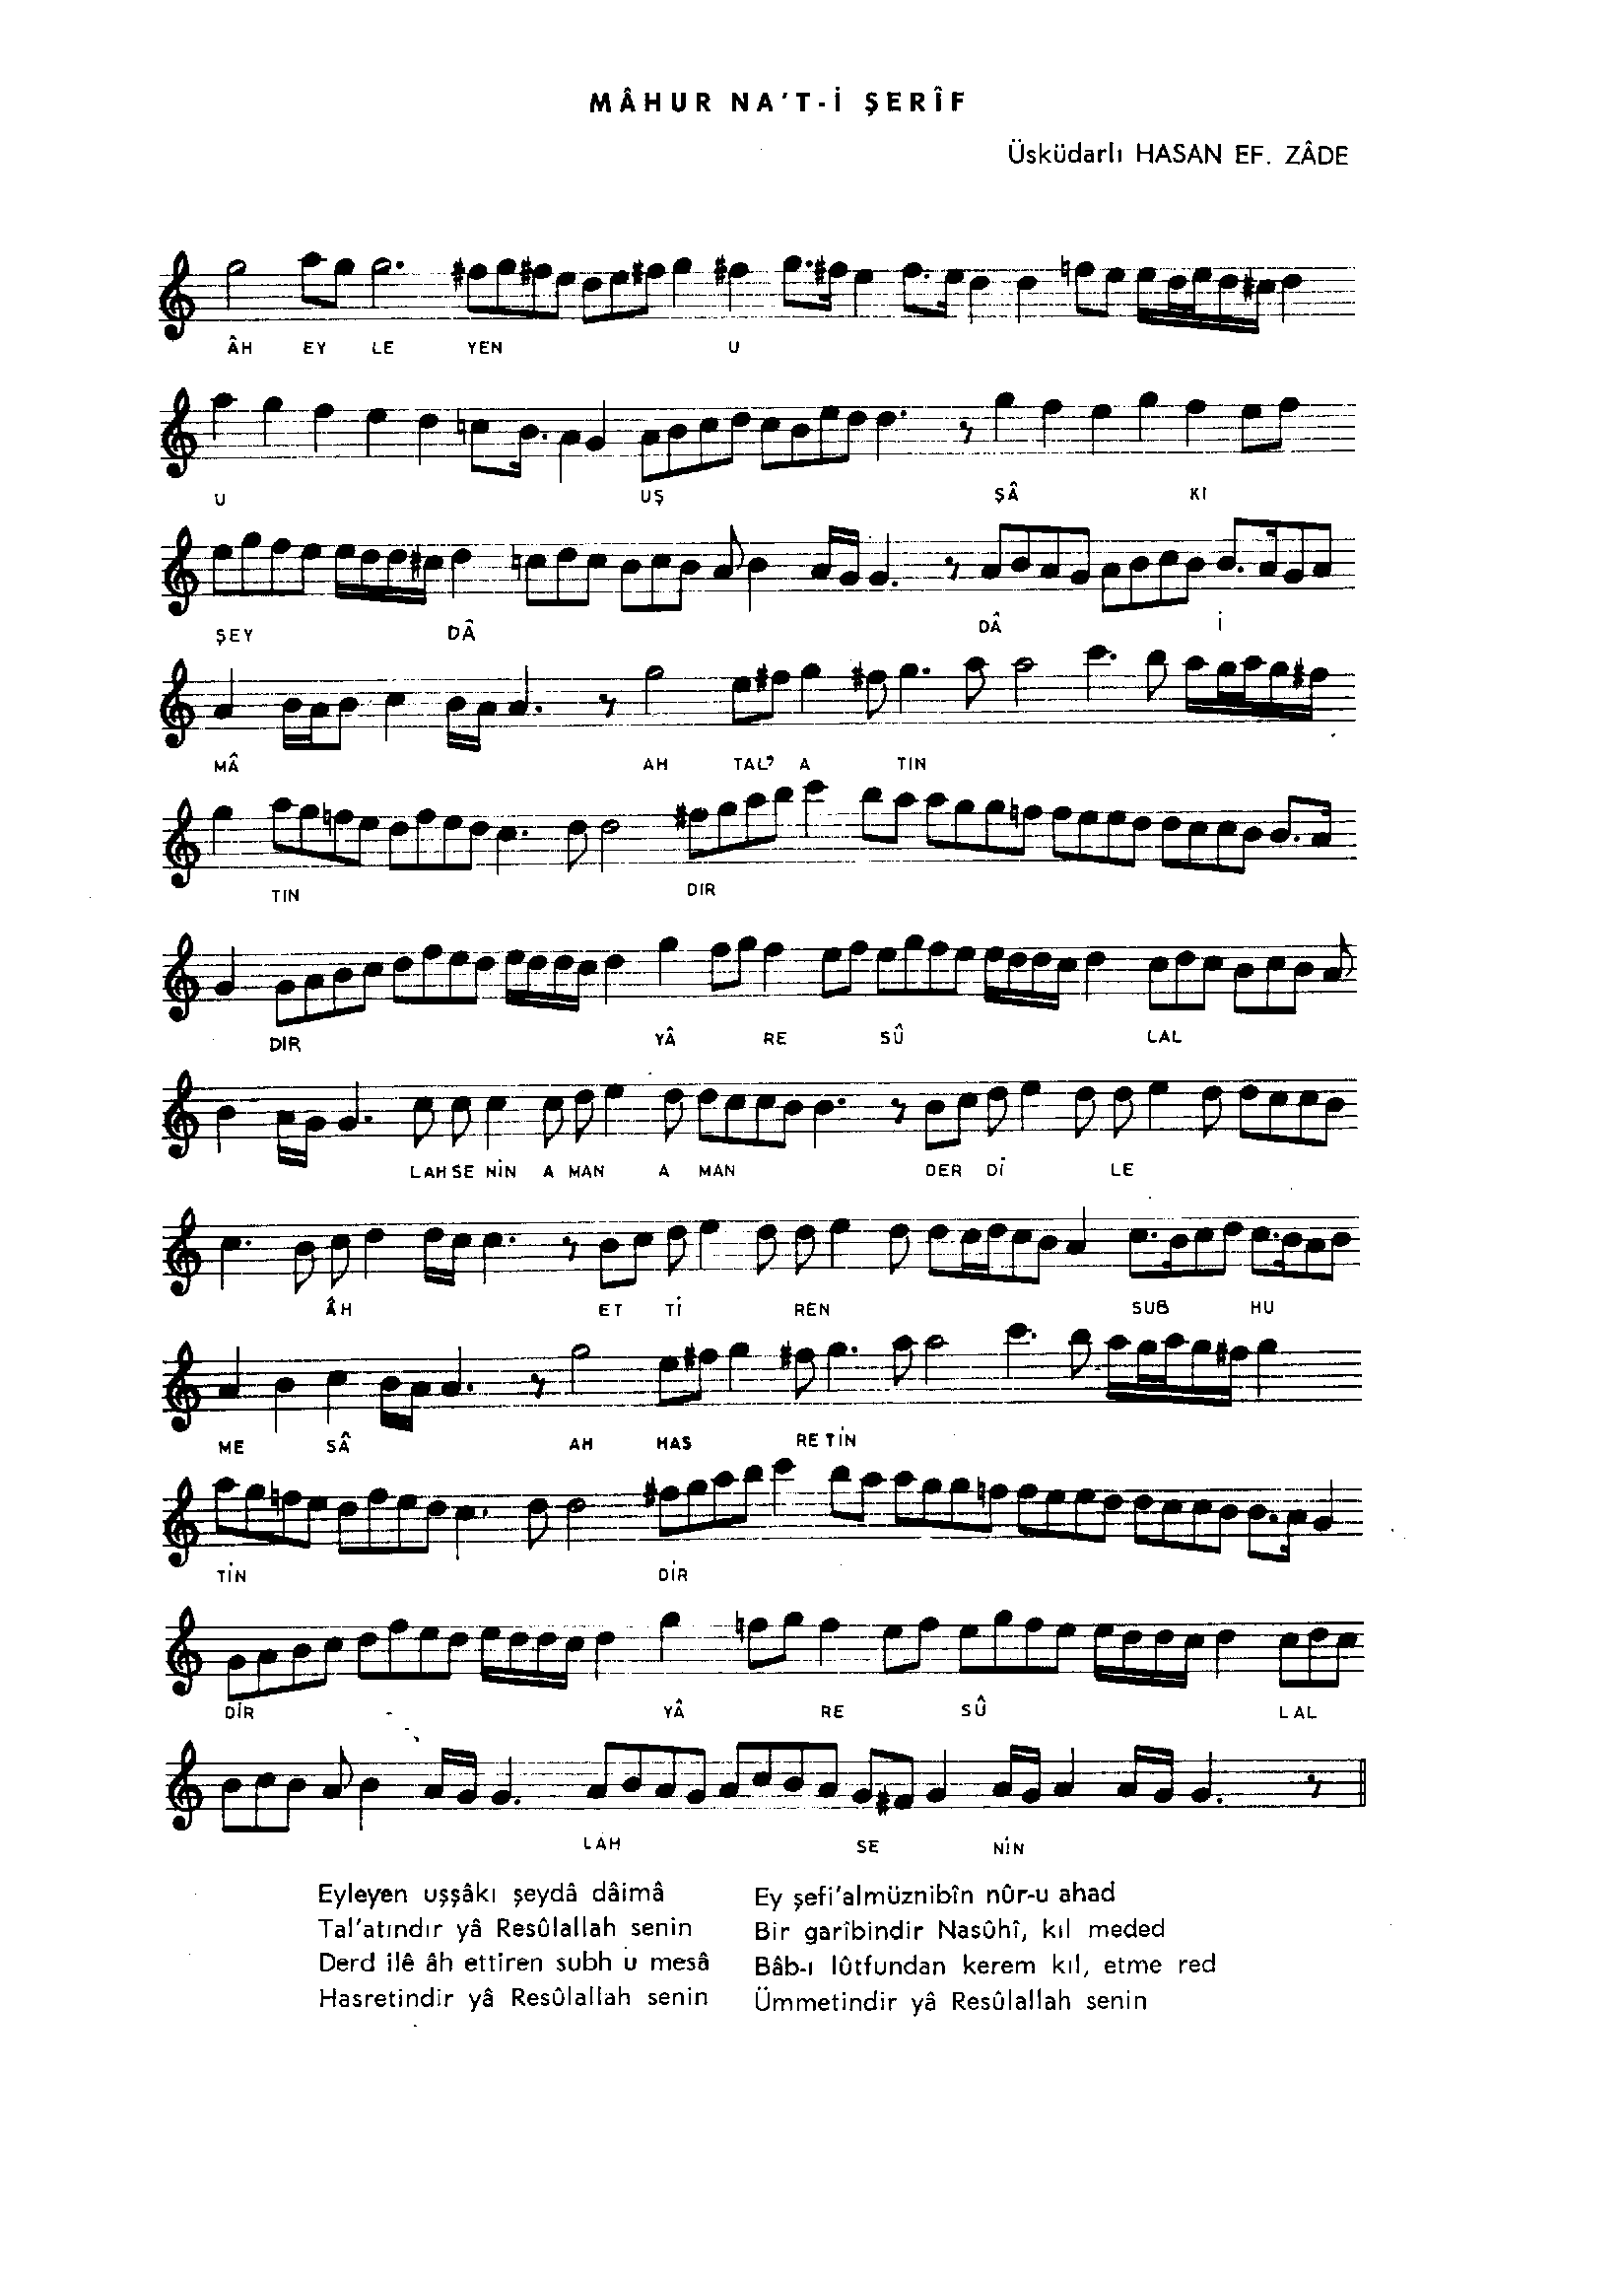 MÂHUR NA'T-İ ŞERÎF
Üsküdarlı HASAN EF. ZÂDE
ÂH EY LE YEN U
U UŞ ŞÂ KI
ŞEY DÂ DÂ İ
MÂ AH TAL' A TIN
TIN DIR
DIR YÂ RE SÛ LAL
LAH SE NİN A MAN A MAN DER Dİ LE
ÂH ET Tİ REN SUB HU
ME SÂ AH HAS RE TİN
TİN DİR
DİR YÂ RE SÛ LAL
LAH SE NİN
Eyleyen uşşâkı şeydâ dâimâ
Tal'atındır yâ Resûlallah senin
Derd ilê âh ettiren subh u mesâ
Hasretindir yâ Resûlallah senin
Ey şefi'almüznibîn nûr-u ahad
Bir garîbindir Nasûhî, kıl meded
Bâb-ı lûtfundan kerem kıl, etme red
Ümmetindir yâ Resûlallah senin